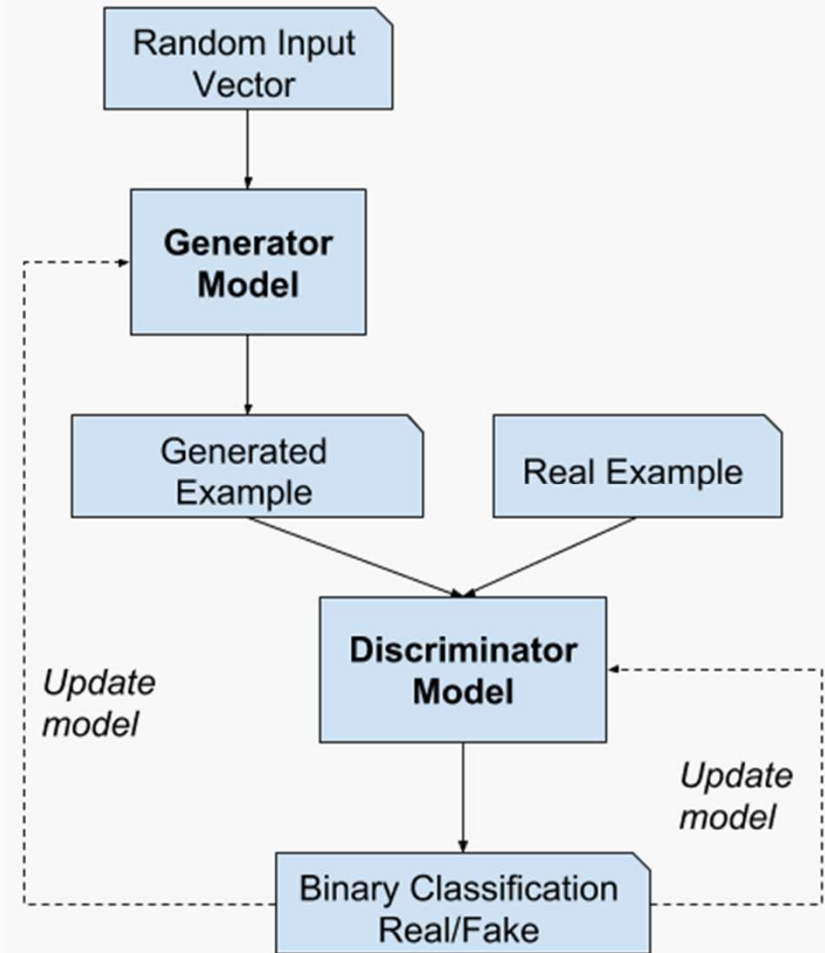 Random Input
Vector
Generator
Model
Generated
Example
Real Example
Discriminator
Model
Update
model
Update
model
Binary Classification
Real/Fake